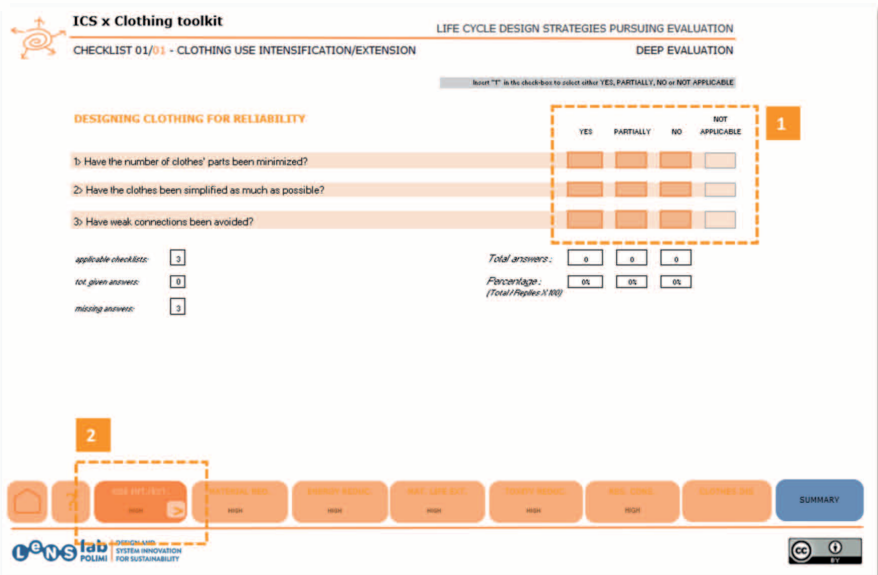 ICS x Clothing toolkit
LIFE CYCLE DESIGN STRATEGIES PURSUING EVALUATION
CHECKLIST 01/01 - CLOTHING USE INTENSIFICATION/EXTENSION
DEEP EVALUATION
Insert "1" in the check-box to select either YES, PARTIALLY, NO or NOT APPLICABLE
DESIGNING CLOTHING FOR RELIABILITY
YES PARTIALLY NO NOT APPLICABLE
1
1> Have the number of clothes' parts been minimized?
2> Have the clothes been simplified as much as possible?
3> Have weak connections been avoided?
applicable checklists: 3
Total answers: 0 0 0
tot. given answers: 0
Percentage: 0% 0% 0%
(Total / Replies X 100)
missing answers: 3
2
USE INT./EXT.
HIGH >
HIGH
HIGH
HIGH
HIGH
HIGH
SUMMARY
LeNS lab
POLIMI
DESIGN AND
SYSTEM INNOVATION
FOR SUSTAINABILITY
cc
BY